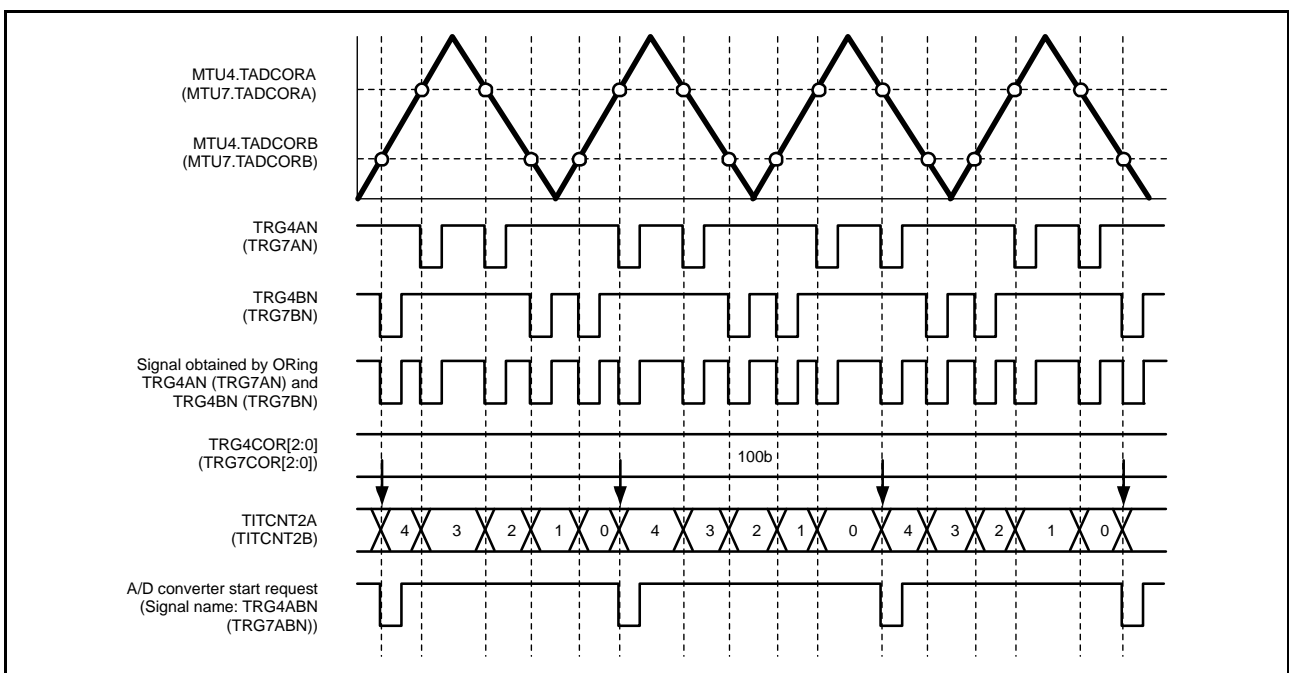 MTU4.TADCORA
(MTU7.TADCORA)
MTU4.TADCORB
(MTU7.TADCORB)
TRG4AN
(TRG7AN)
TRG4BN
(TRG7BN)
Signal obtained by ORing
TRG4AN (TRG7AN) and
TRG4BN (TRG7BN)
TRG4COR[2:0]
(TRG7COR[2:0])
100b
TITCNT2A
(TITCNT2B)
4 3 2 1 0 4 3 2 1 0 4 3 2 1 0
A/D converter start request
(Signal name: TRG4ABN
(TRG7ABN))